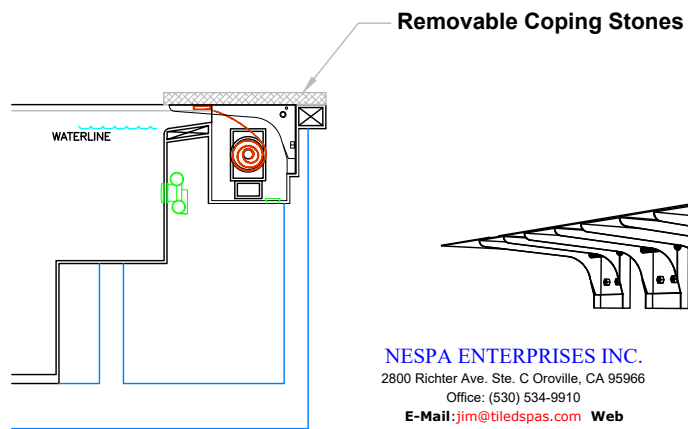 Removable Coping Stones
WATERLINE
NESPA ENTERPRISES INC.
2800 Richter Ave. Ste. C Oroville, CA 95966
Office: (530) 534-9910
E-Mail:jim@tiledspas.com Web